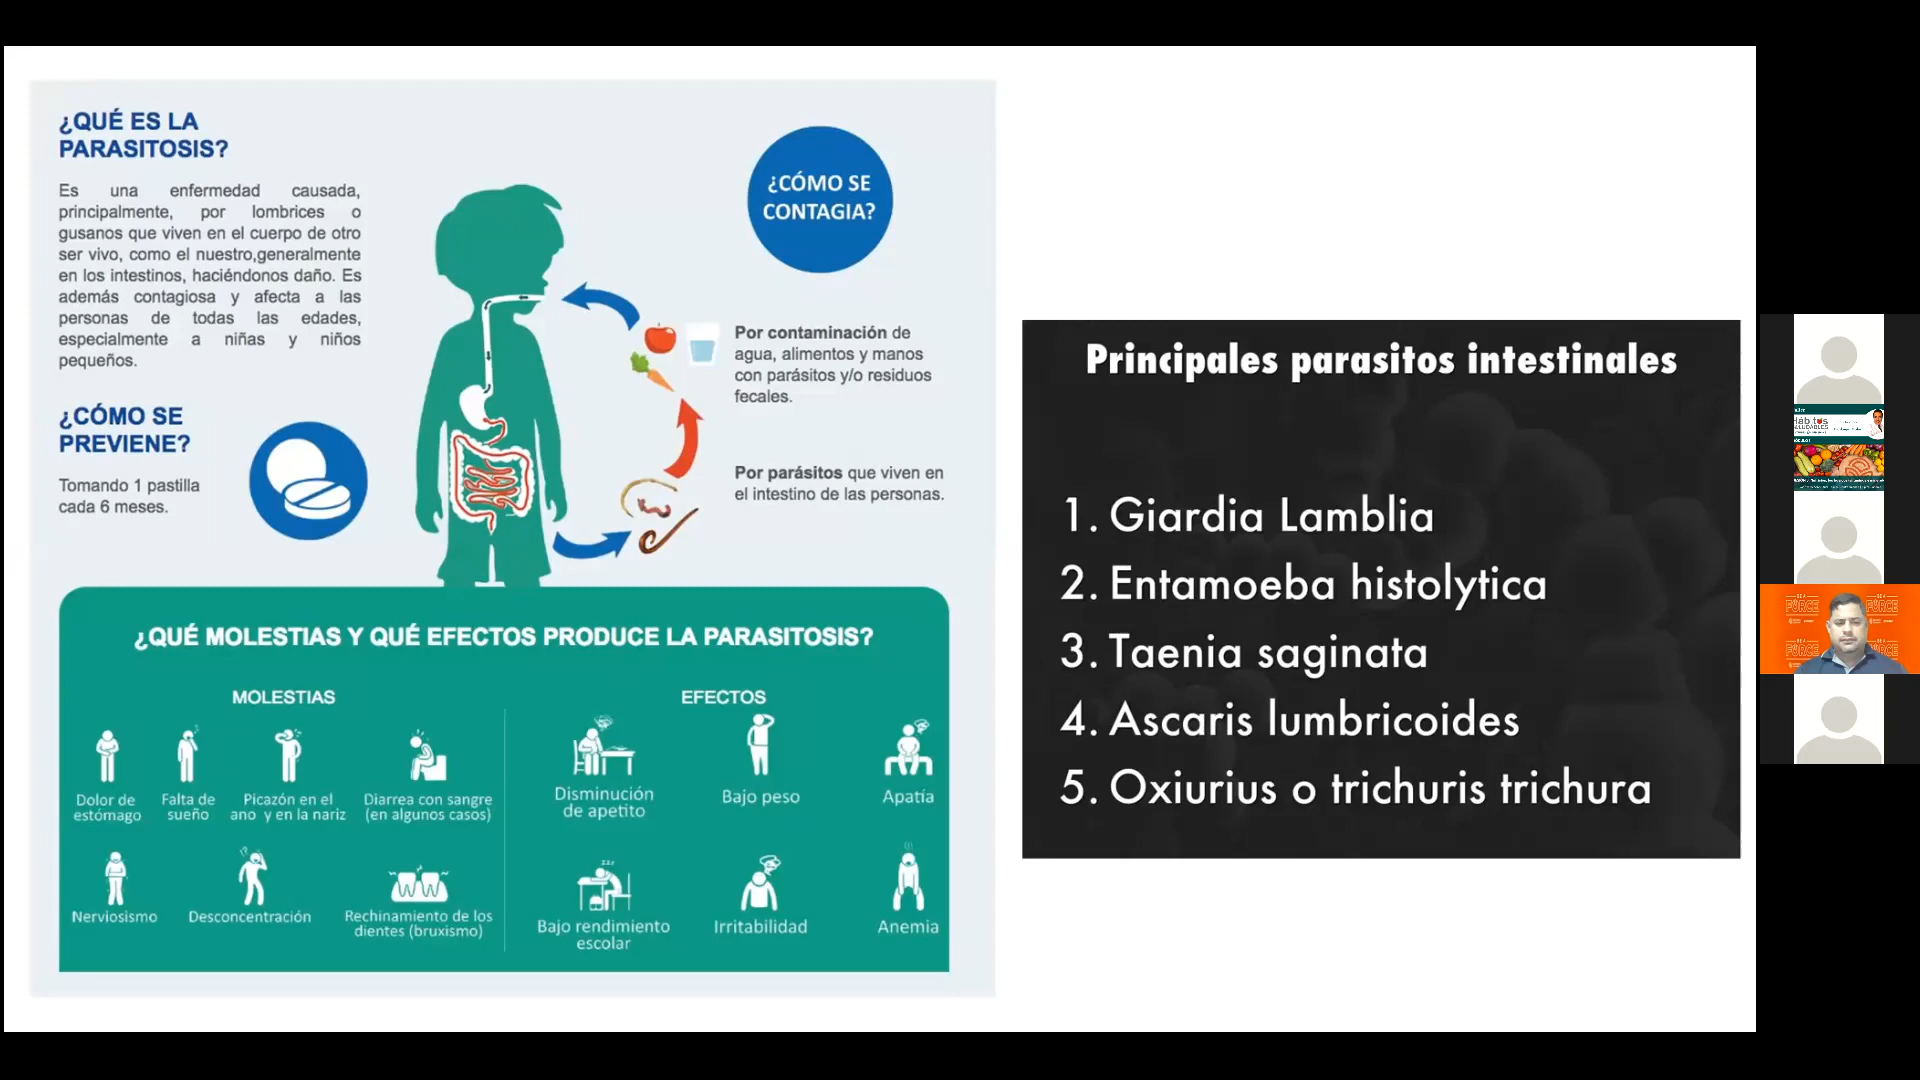 ¿QUÉ ES LA
PARASITOSIS?
Es una enfermedad causada,
principalmente, por lombrices o
gusanos que viven en el cuerpo de otro
ser vivo, como el nuestro,generalmente
en los intestinos, haciéndonos daño. Es
además contagiosa y afecta a las
personas de todas las edades,
especialmente a niñas y niños
pequeños.
¿CÓMO SE
PREVIENE?
Tomando 1 pastilla
cada 6 meses.
¿CÓMO SE
CONTAGIA?
Por contaminación de
agua, alimentos y manos
con parásitos y/o residuos
fecales.
Por parásitos que viven en
el intestino de las personas.
¿QUÉ MOLESTIAS Y QUÉ EFECTOS PRODUCE LA PARASITOSIS?
MOLESTIAS
Dolor de
estómago
Falta de
sueño
Picazón en el
ano y en la nariz
Diarrea con sangre
(en algunos casos)
Nerviosismo
Desconcentración
Rechinamiento de los
dientes (bruxismo)
EFECTOS
Disminución
de apetito
Bajo peso
Apatía
Bajo rendimiento
escolar
Irritabilidad
Anemia
Principales parasitos intestinales
1. Giardia Lamblia
2. Entamoeba histolytica
3. Taenia saginata
4. Ascaris lumbricoides
5. Oxiurius o trichuris trichura
Hábitos
FORCE